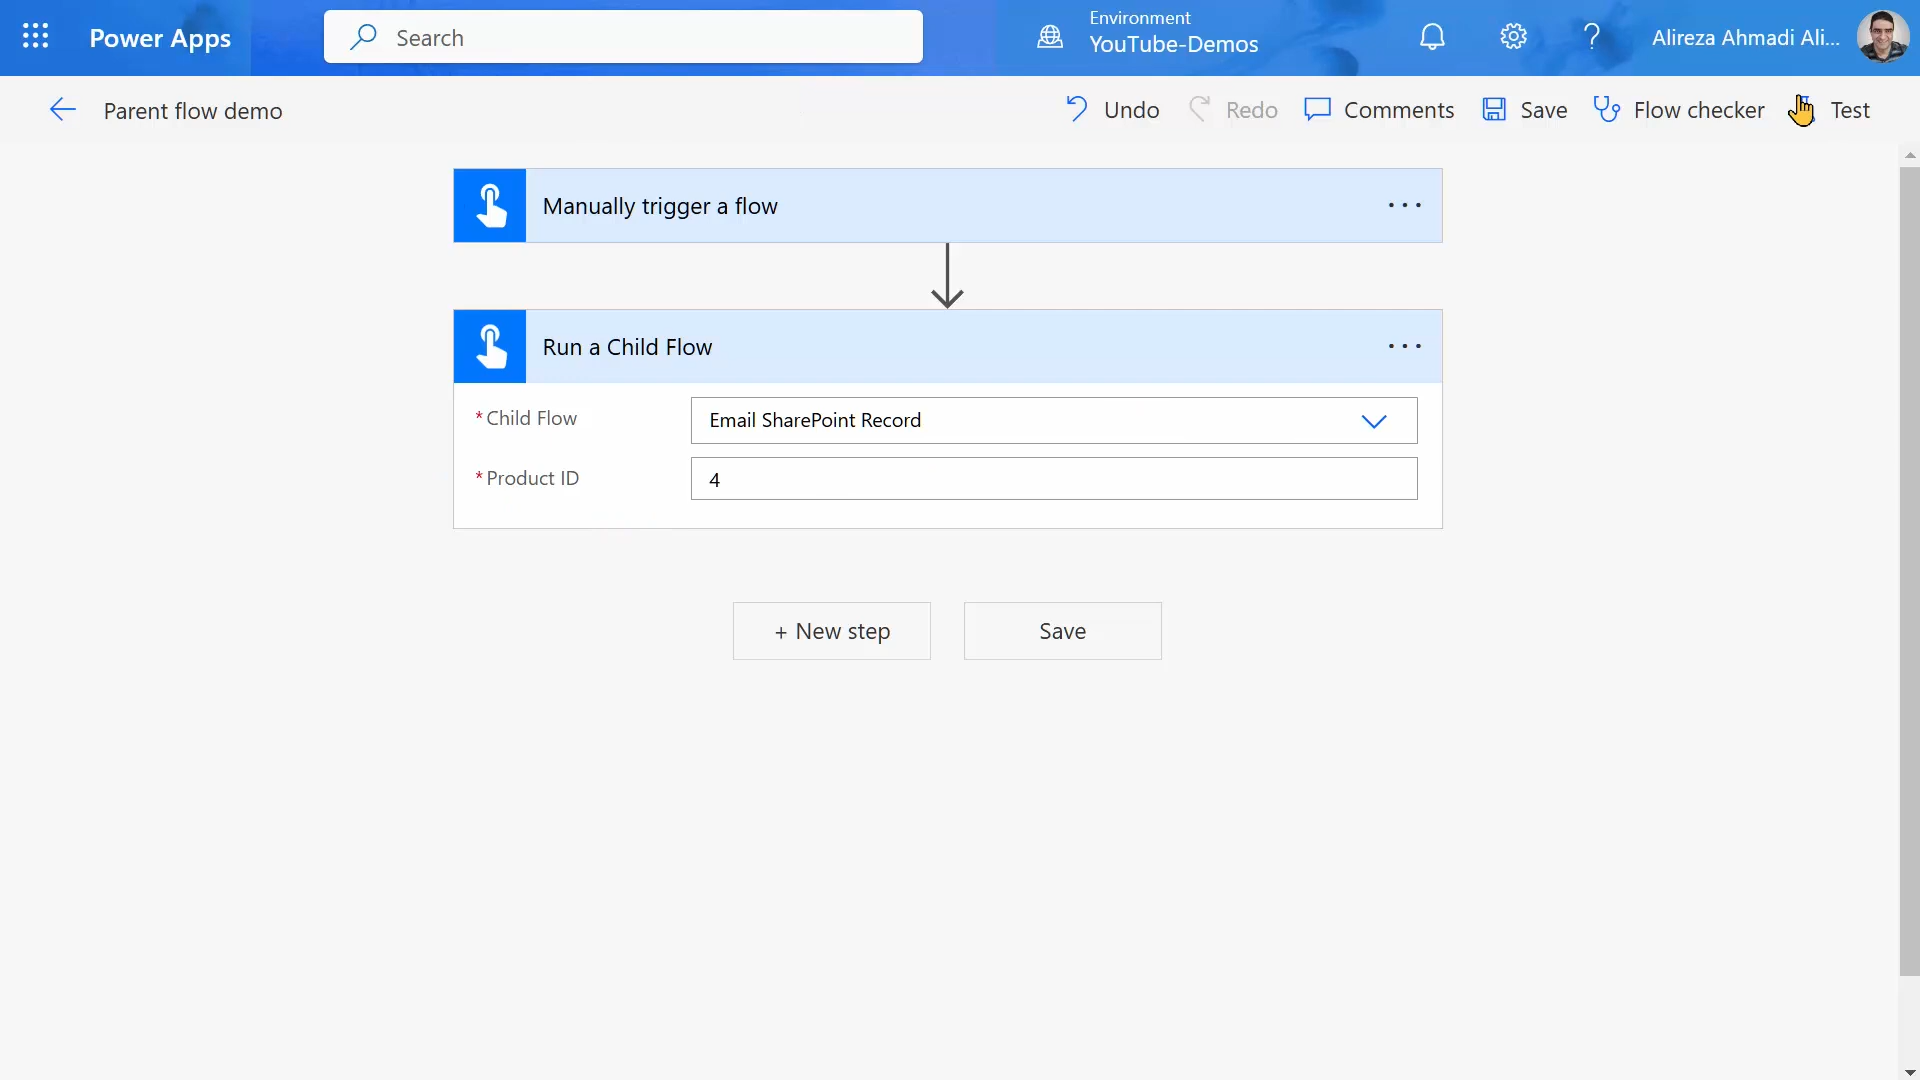 Power Apps
Search
Environment
YouTube-Demos
?
Alireza Ahmadi Ali...
Parent flow demo
Undo
Redo
Comments
Save
Flow checker
Test
Manually trigger a flow
Run a Child Flow
* Child Flow
Email SharePoint Record
* Product ID
4
+ New step
Save